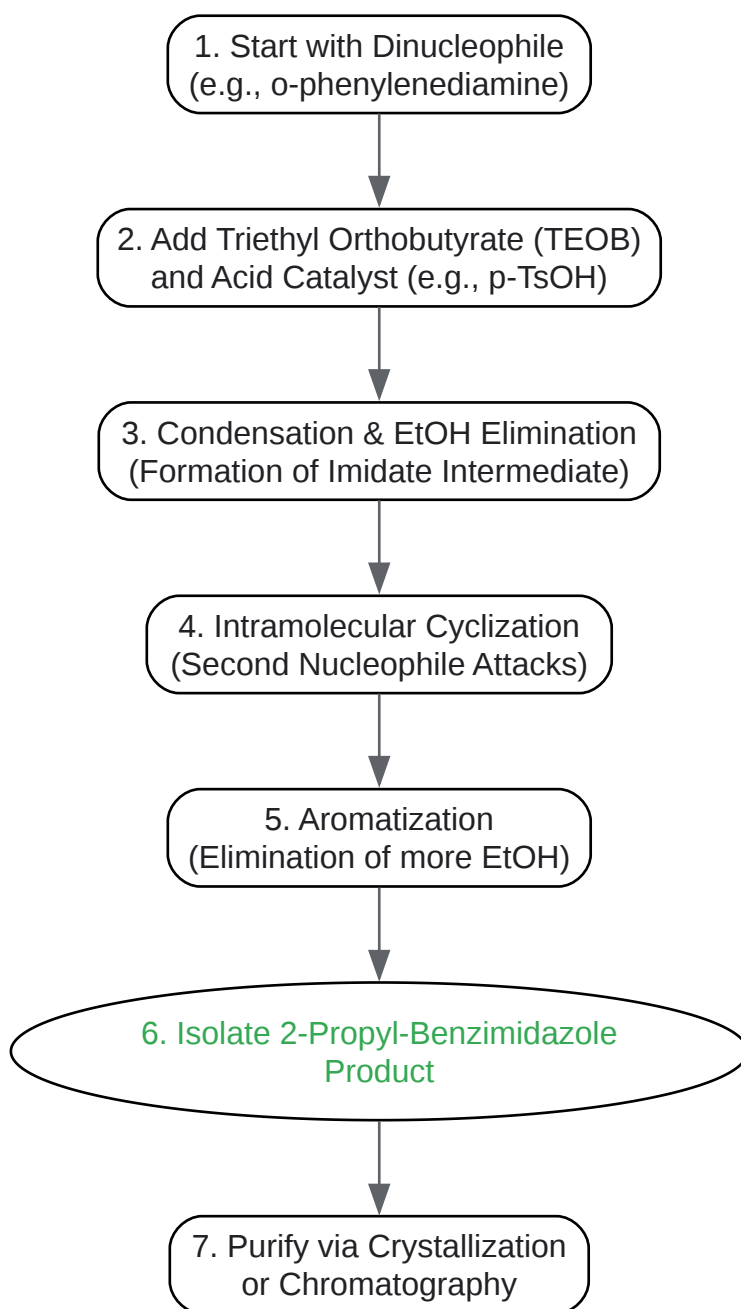 1. Start with Dinucleophile
(e.g., o-phenylenediamine)
2. Add Triethyl Orthobutyrate (TEOB)
and Acid Catalyst (e.g., p-TsOH)
3. Condensation & EtOH Elimination
(Formation of Imidate Intermediate)
4. Intramolecular Cyclization
(Second Nucleophile Attacks)
5. Aromatization
(Elimination of more EtOH)
6. Isolate 2-Propyl-Benzimidazole
Product
7. Purify via Crystallization
or Chromatography